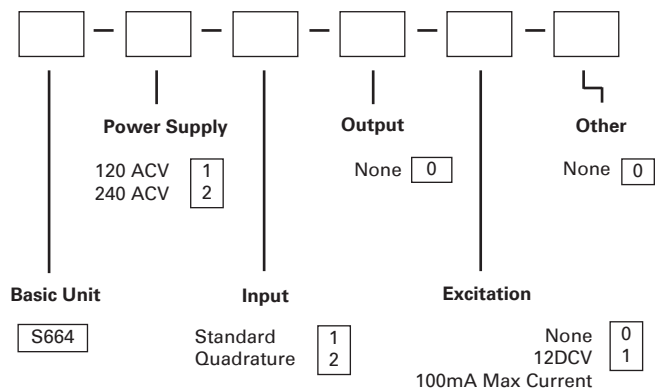 Power Supply
120 ACV 1
240 ACV 2
Output
None 0
Other
None 0
Basic Unit
S664
Input
Standard 1
Quadrature 2
Excitation
None 0
12DCV 1
100mA Max Current